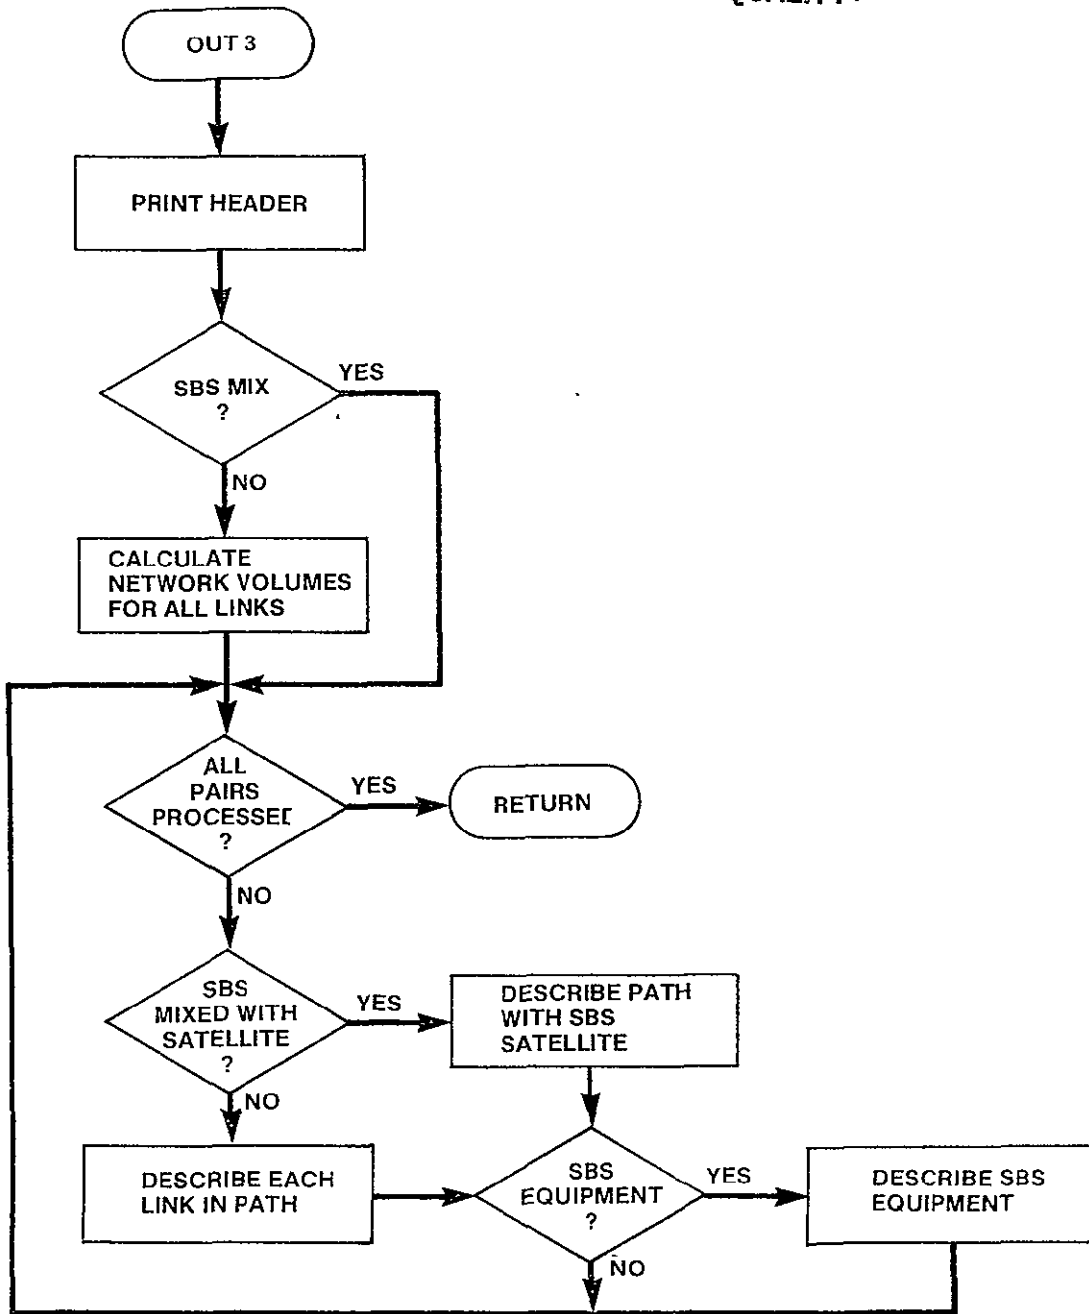 OUT 3
PRINT HEADER
SBS MIX
?
YES
NO
CALCULATE
NETWORK VOLUMES
FOR ALL LINKS
ALL
PAIRS
PROCESSED
?
YES
RETURN
NO
SBS
MIXED WITH
SATELLITE
?
YES
DESCRIBE PATH
WITH SBS
SATELLITE
NO
DESCRIBE EACH
LINK IN PATH
SBS
EQUIPMENT
?
YES
DESCRIBE SBS
EQUIPMENT
NO